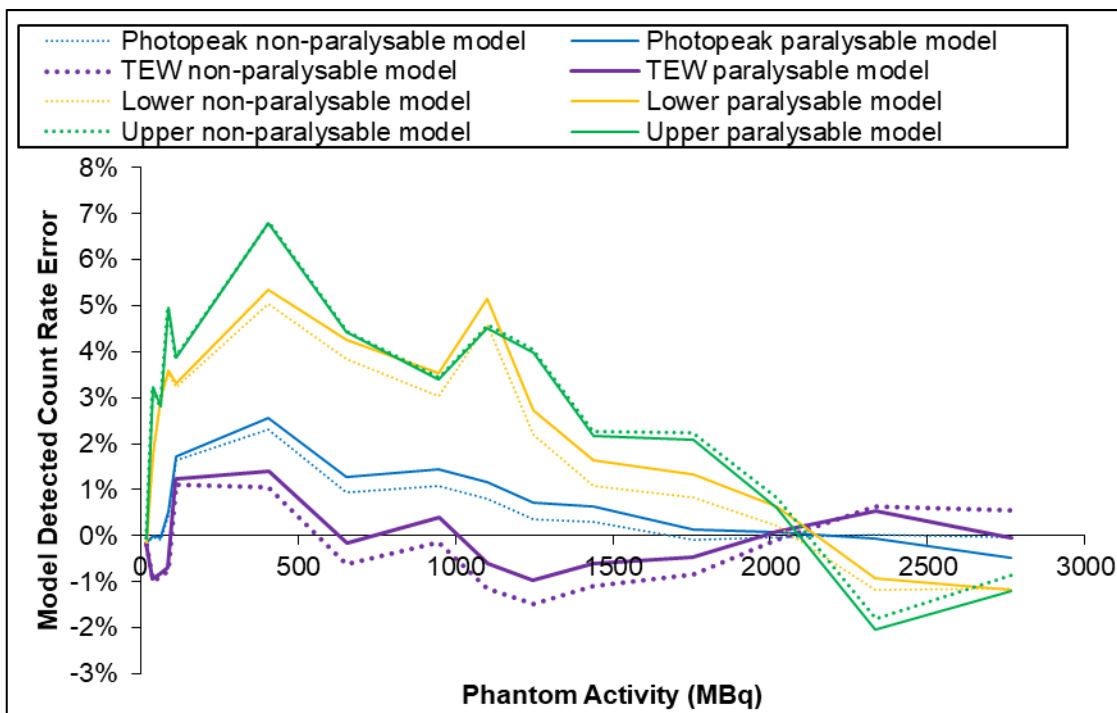 Photopeak non-paralysable model Photopeak paralysable model
TEW non-paralysable model TEW paralysable model
Lower non-paralysable model Lower paralysable model
Upper non-paralysable model Upper paralysable model
8%
7%
6%
5%
4%
3%
2%
1%
0%
-1%
-2%
-3%
0 500 1000 1500 2000 2500 3000
Model Detected Count Rate Error
Phantom Activity (MBq)